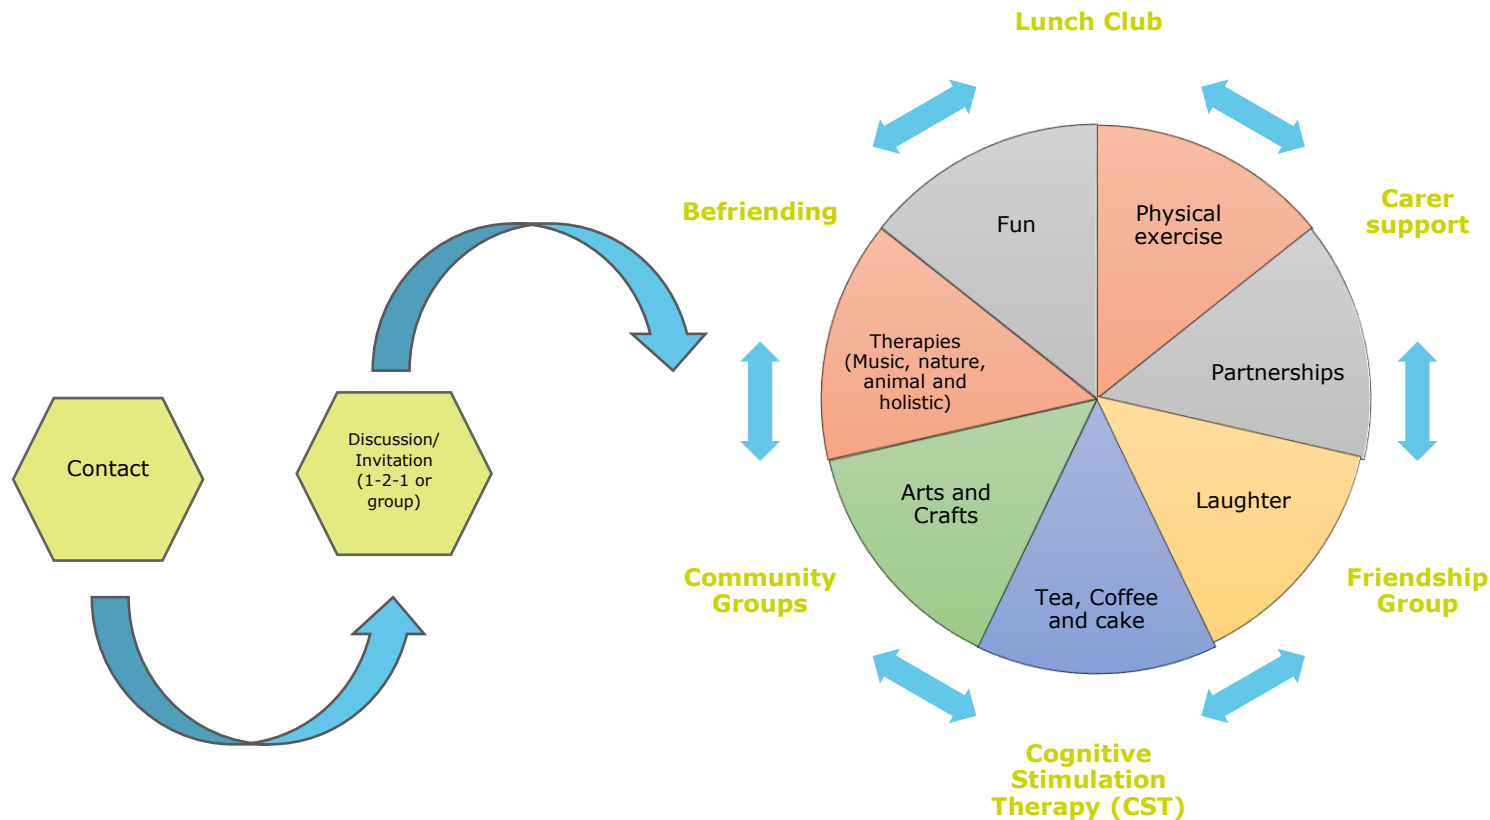 Lunch Club
Befriending
Carer
support
Fun
Physical
exercise
Therapies
(Music, nature,
animal and
holistic)
Partnerships
Contact
Discussion/
Invitation
(1-2-1 or
group)
Arts and
Crafts
Laughter
Tea, Coffee
and cake
Community
Groups
Friendship
Group
Cognitive
Stimulation
Therapy (CST)